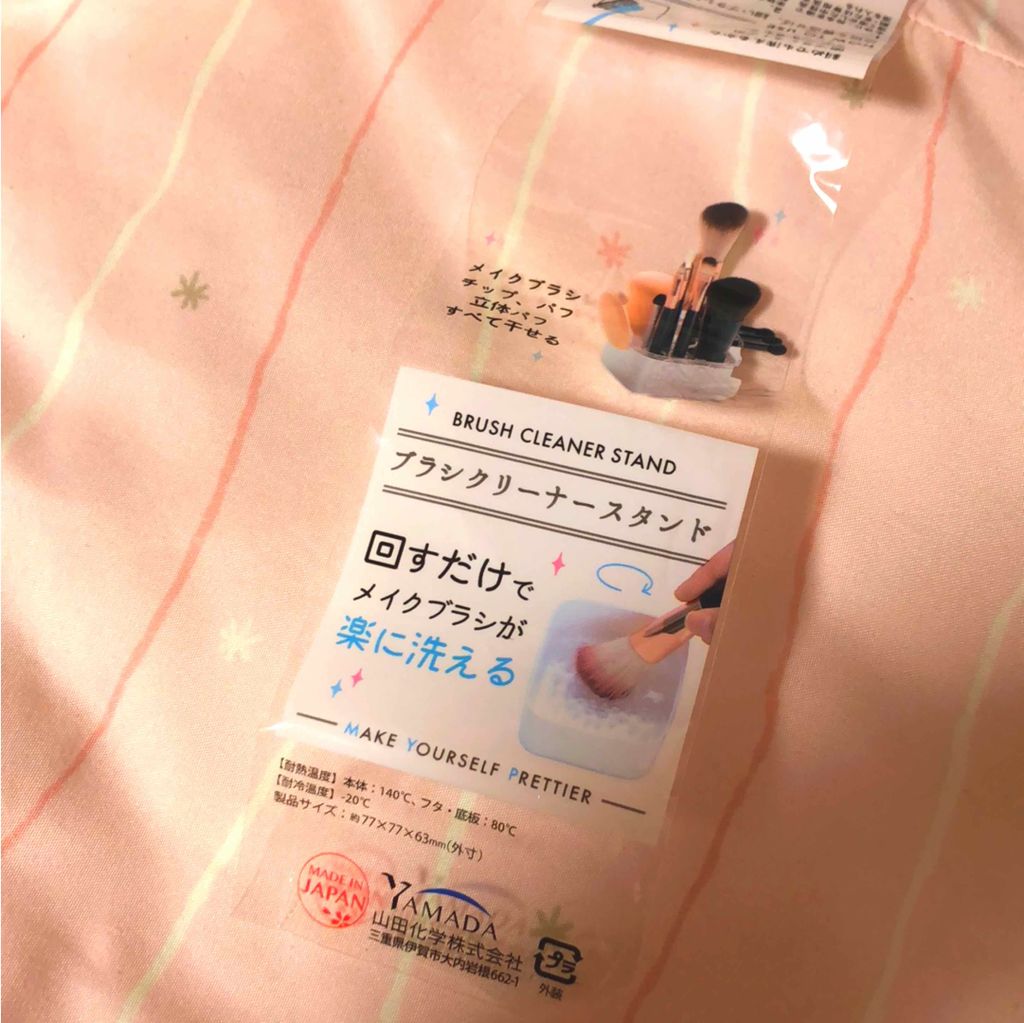 メイクブラシ
チップ、パフ
立体パフ
すべて干せる
BRUSH CLEANER STAND
ブラシクリーナースタンド
回すだけで
メイクブラシが
楽に洗える
MAKE YOURSELF PRETTIER
【耐熱温度】本体：140℃、フタ・底板：80℃
【耐冷温度】-20℃
製品サイズ：約77×77×63mm(外寸)
MADE IN
JAPAN
YAMADA
山田化学株式会社
三重県伊賀市大内岩根662-1
プラ
外装